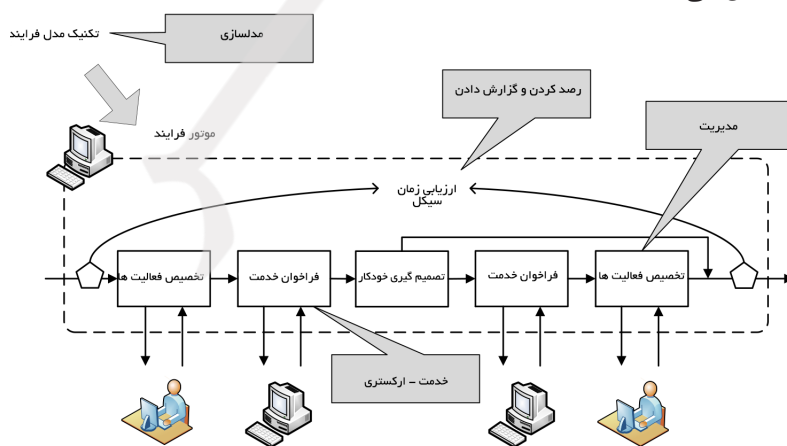 مدلسازی
تکنیک مدل فرایند
رصد کردن و گزارش دادن
مدیریت
موتور فرایند
ارزیابی زمان
سیکل
تخصیص فعالیت ها
فراخوان خدمت
تصمیم گیری خودکار
فراخوان خدمت
تخصیص فعالیت ها
خدمت – ارکستری